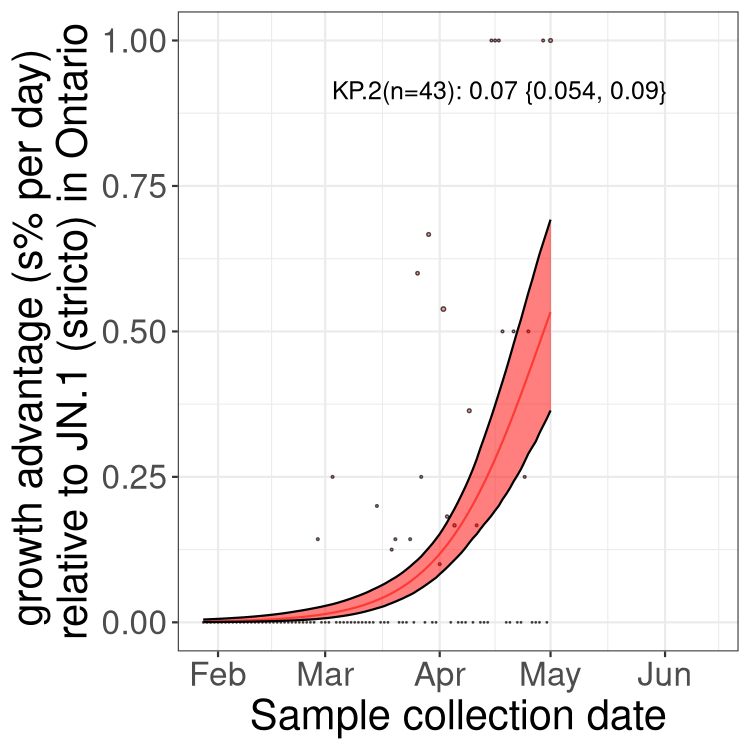 growth advantage (s% per day)
relative to JN.1 (stricto) in Ontario
1.00
0.75
0.50
0.25
0.00
KP.2(n=43): 0.07 {0.054, 0.09}
Feb Mar Apr May Jun
Sample collection date